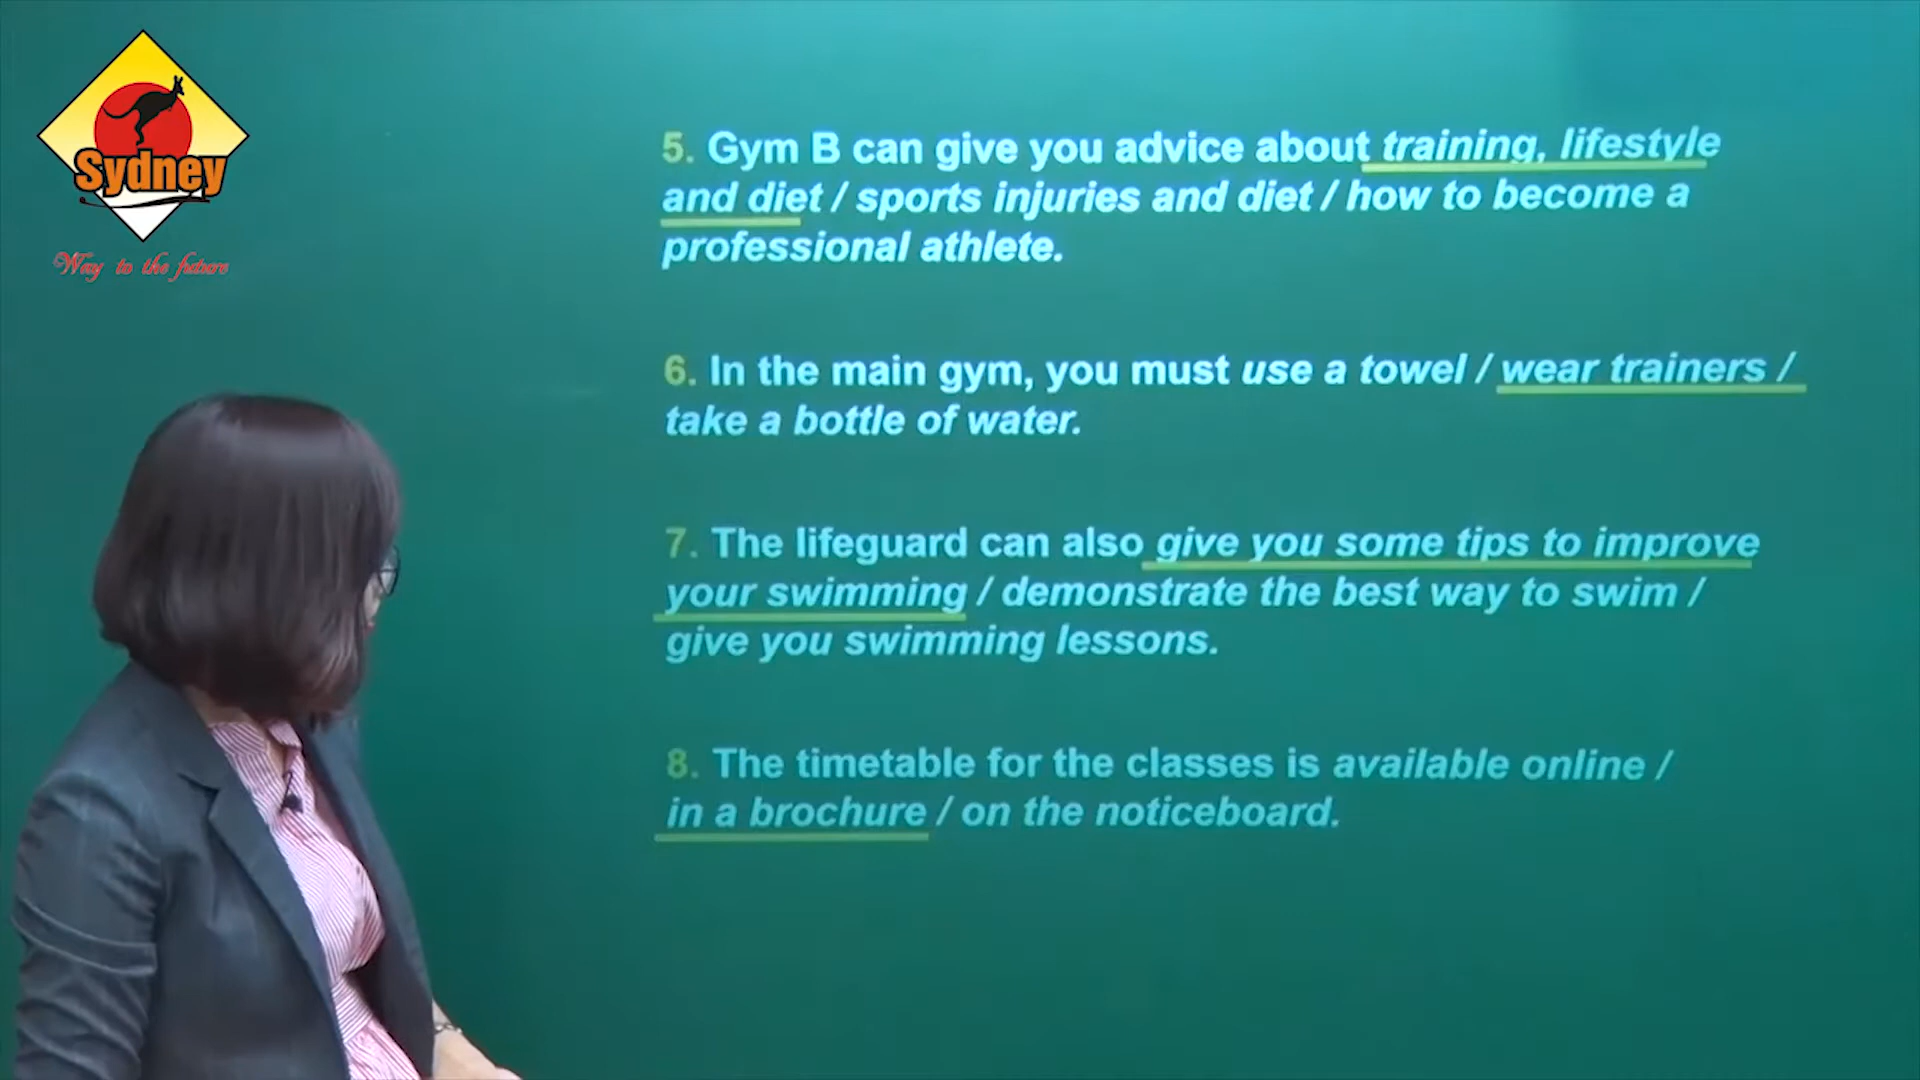 Sydney
Way to the future
5. Gym B can give you advice about training, lifestyle
and diet / sports injuries and diet / how to become a
professional athlete.
6. In the main gym, you must use a towel / wear trainers /
take a bottle of water.
7. The lifeguard can also give you some tips to improve
your swimming / demonstrate the best way to swim /
give you swimming lessons.
8. The timetable for the classes is available online /
in a brochure / on the noticeboard.